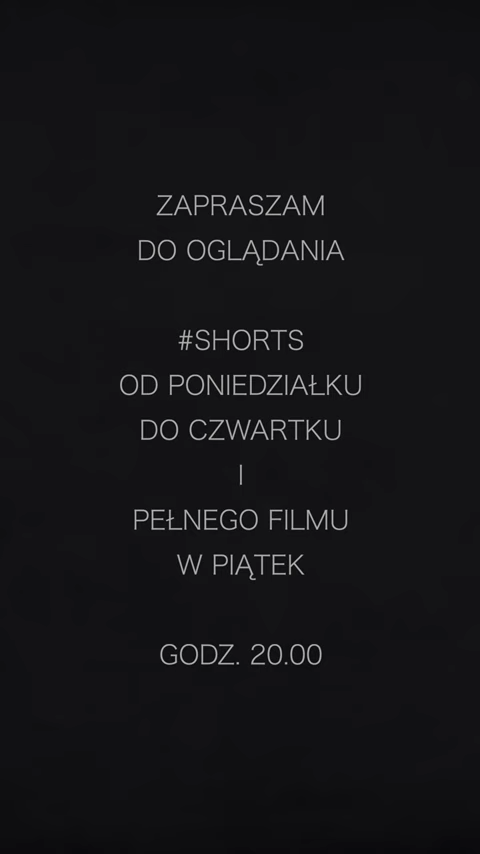 ZAPRASZAM
DO OGLĄDANIA
#SHORTS
OD PONIEDZIAŁKU
DO CZWARTKU
I
PEŁNEGO FILMU
W PIĄTEK
GODZ. 20.00